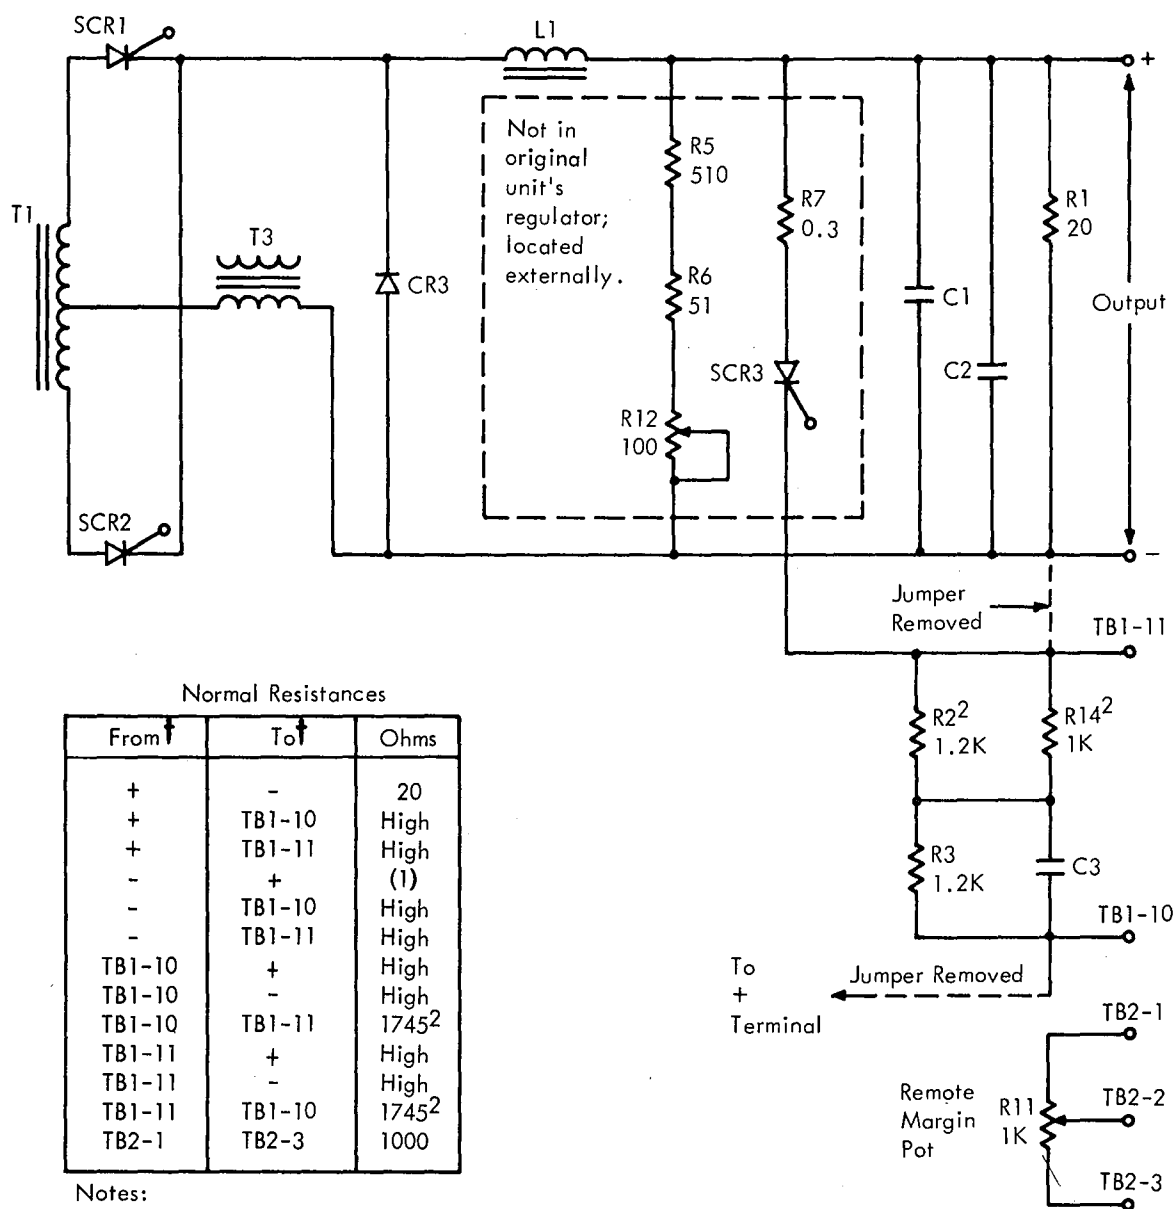 SCR1
L1
+
Not in
original
unit's
regulator;
located
externally.
R5
510
R7
0.3
R1
20
T1
T3
CR3
R6
51
C1
Output
SCR3
C2
R12
100
SCR2
−
Jumper
Removed
TB1-11
R2²
1.2K
R14²
1K
R3
1.2K
C3
TB1-10
To
+
Terminal
Jumper Removed
TB2-1
Remote
Margin
Pot
R11
1K
TB2-2
TB2-3
Normal Resistances
From† To† Ohms
+ - 20
+ TB1-10 High
+ TB1-11 High
- + (1)
- TB1-10 High
- TB1-11 High
TB1-10 + High
TB1-10 - High
TB1-10 TB1-11 1745²
TB1-11 + High
TB1-11 - High
TB1-11 TB1-10 1745²
TB2-1 TB2-3 1000
Notes: